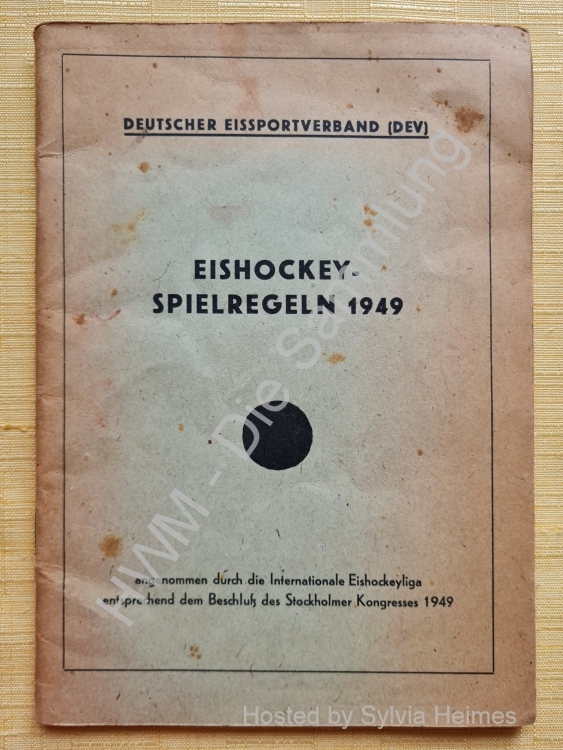 DEUTSCHER EISSPORTVERBAND (DEV)
EISHOCKEY-
SPIELREGELN 1949
angenommen durch die Internationale Eishockeyliga
entsprechend dem Beschluß des Stockholmer Kongresses 1949
HWM - Die Sammlung
Hosted by Sylvia Heimes